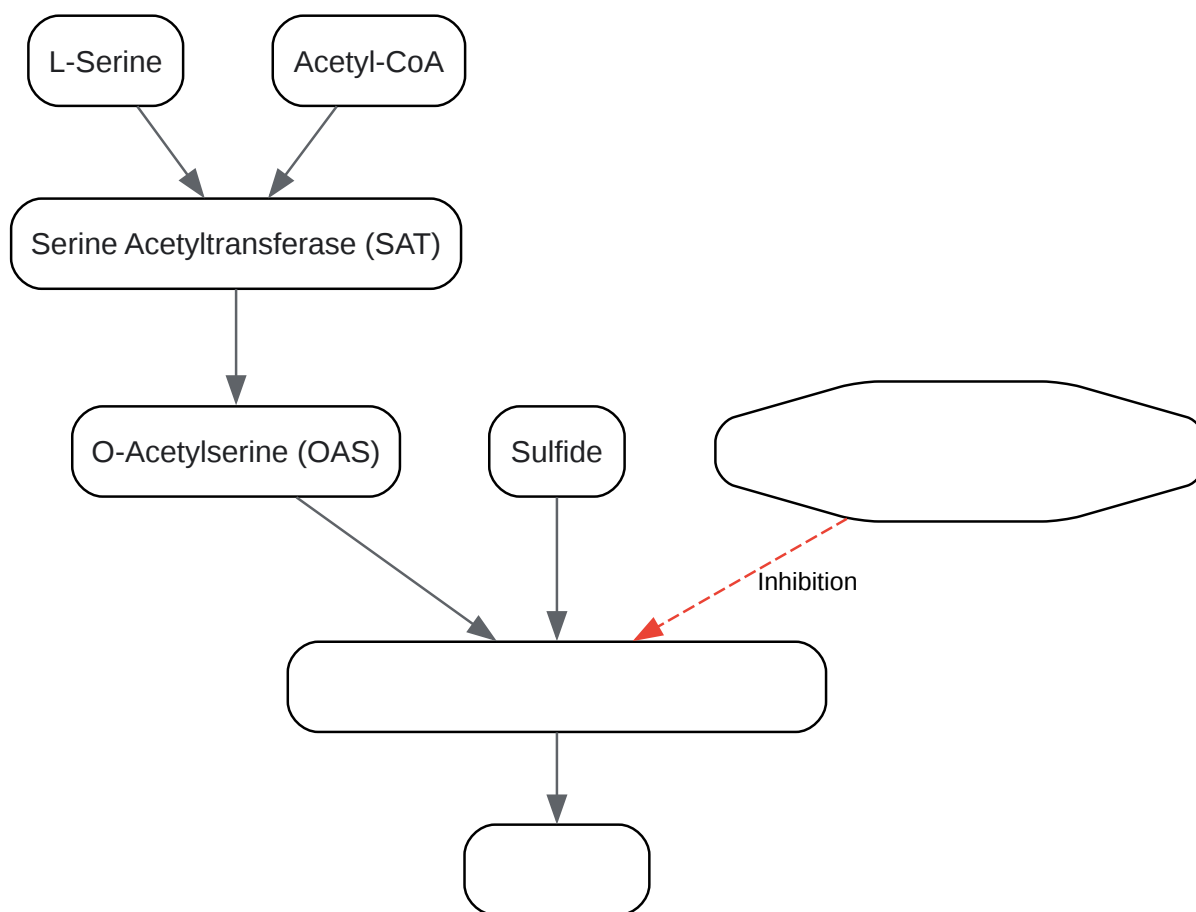 L-Serine
Acetyl-CoA
Serine Acetyltransferase (SAT)
O-Acetylserine (OAS)
Sulfide
Inhibition